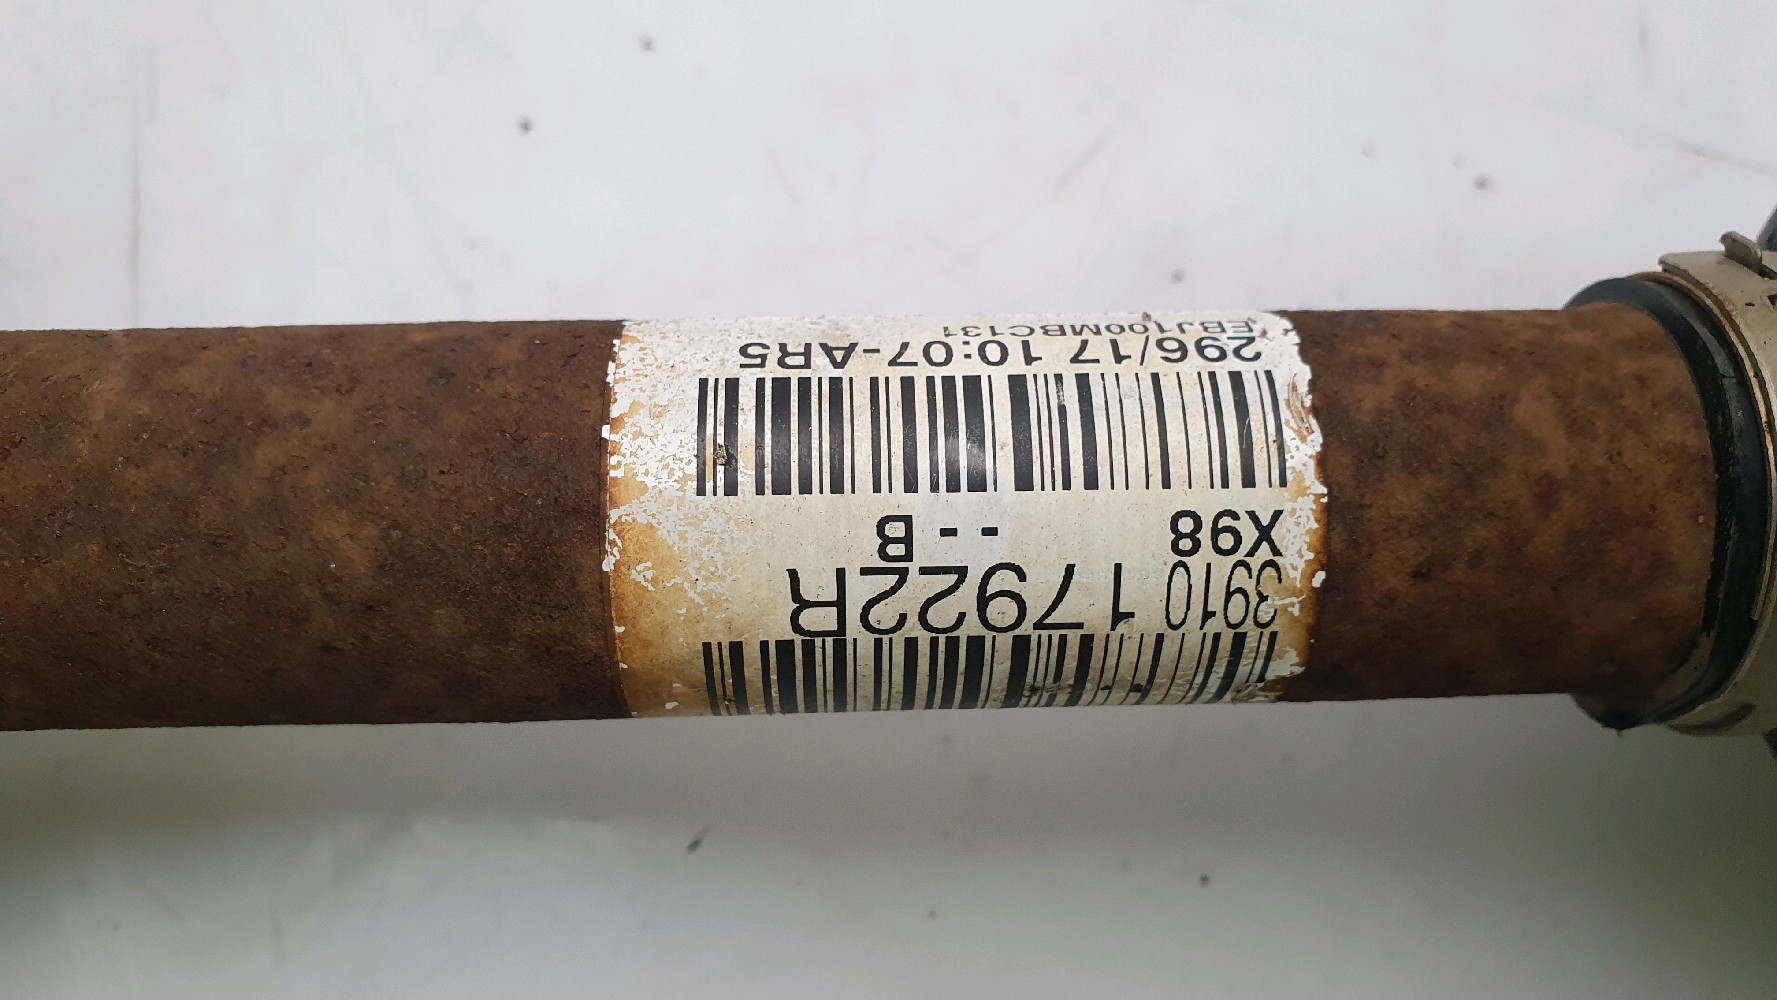 3910 17922R
X98 --B
296/17 10:07-AR5
EBJ100MBC131